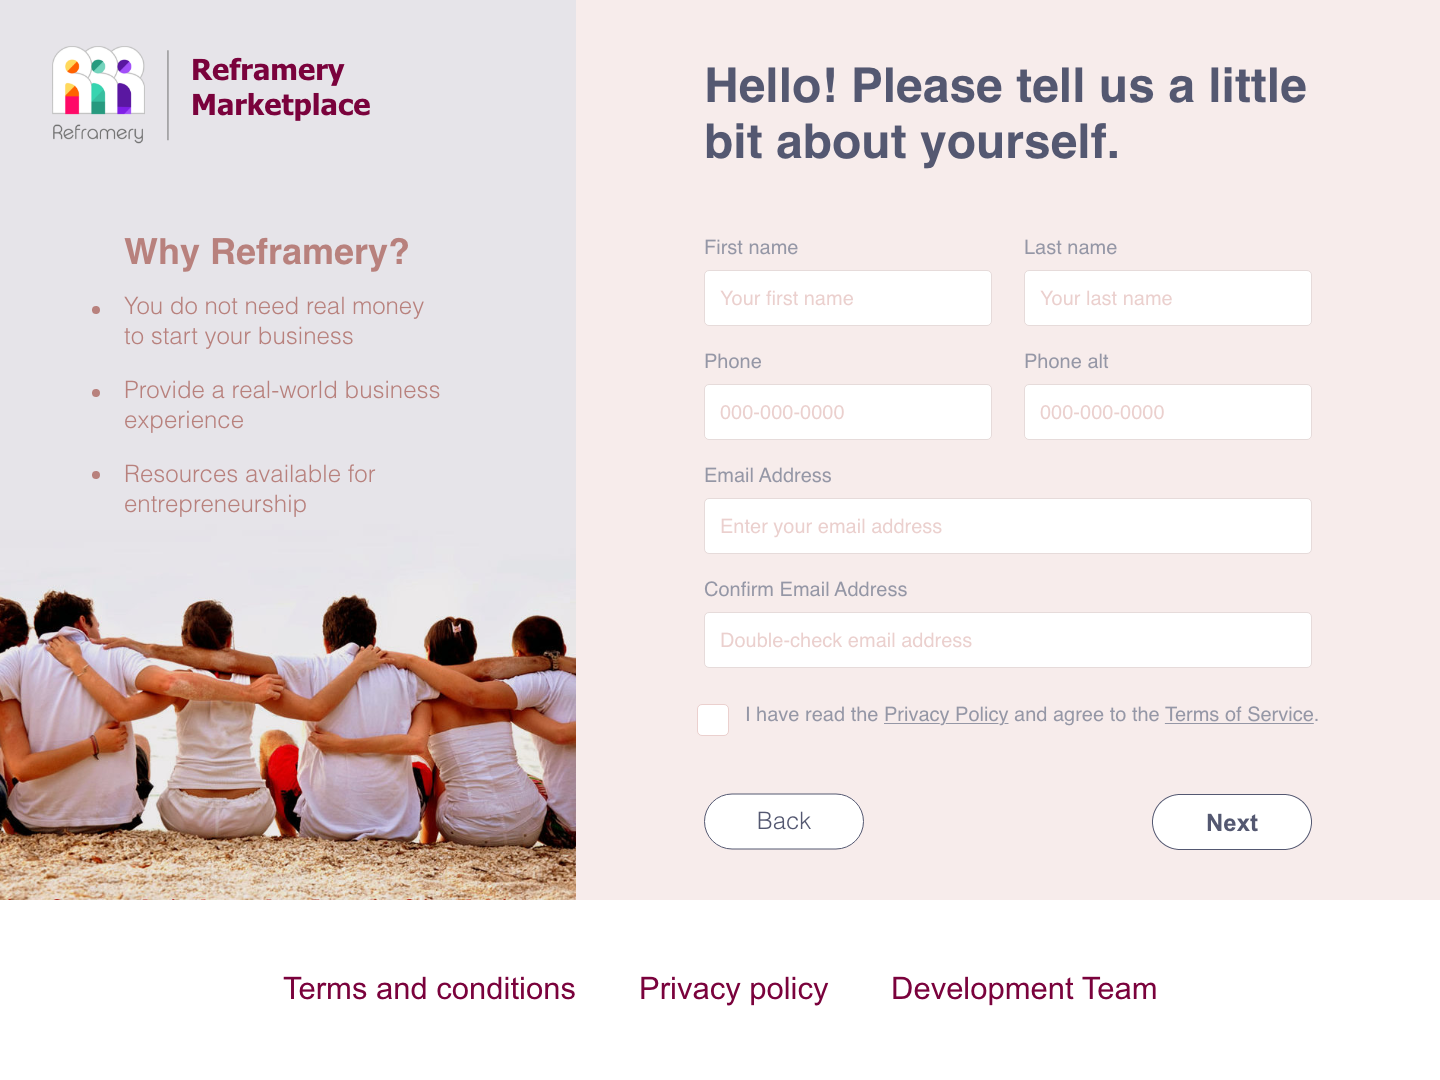 Reframery
Marketplace
Reframery
Why Reframery?
You do not need real money
to start your business
Provide a real-world business
experience
Resources available for
entrepreneurship
Hello! Please tell us a little
bit about yourself.
First name
Last name
Your first name
Your last name
Phone
Phone alt
000-000-0000
000-000-0000
Email Address
Enter your email address
Confirm Email Address
Double-check email address
I have read the Privacy Policy and agree to the Terms of Service.
Back
Next
Terms and conditions
Privacy policy
Development Team